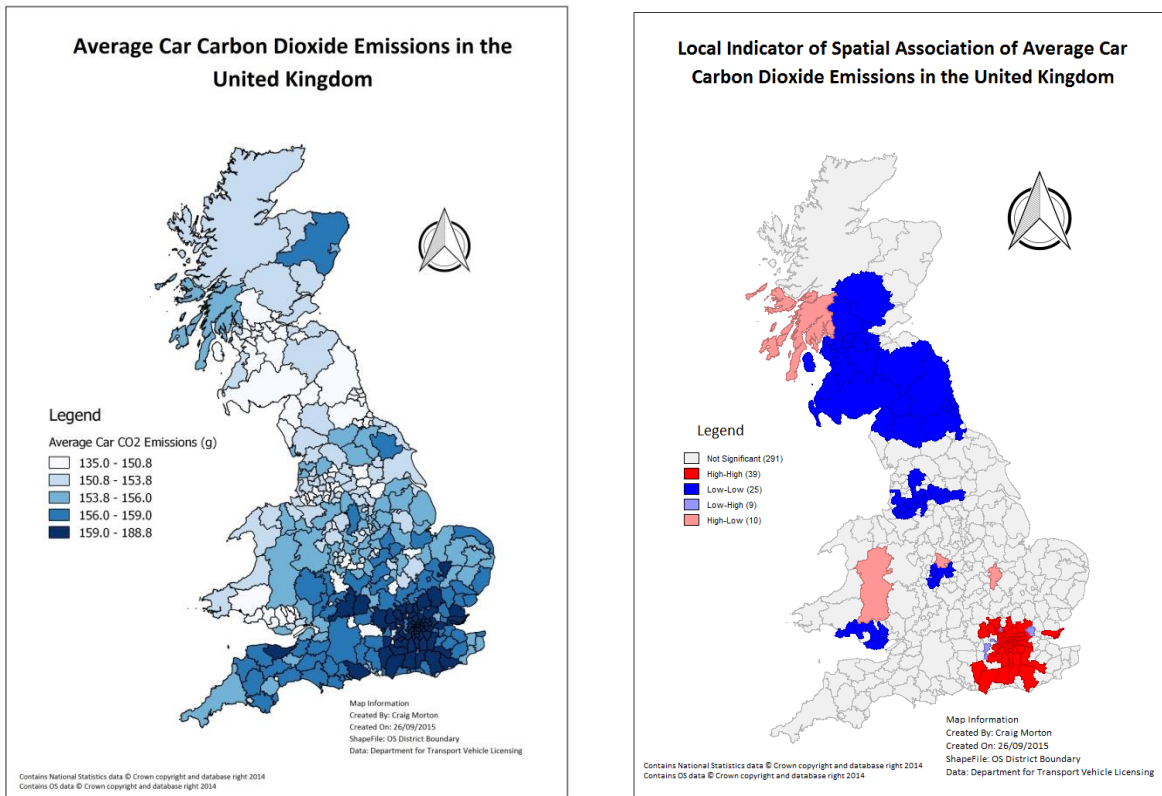 Average Car Carbon Dioxide Emissions in the
United Kingdom
Legend
Average Car CO2 Emissions (g)
135.0 - 150.8
150.8 - 153.8
153.8 - 156.0
156.0 - 159.0
159.0 - 188.8
Map Information
Created By: Craig Morton
Created On: 26/09/2015
ShapeFile: OS District Boundary
Data: Department for Transport Vehicle Licensing
Contains National Statistics data © Crown copyright and database right 2014
Contains OS data © Crown copyright and database right 2014
Local Indicator of Spatial Association of Average Car
Carbon Dioxide Emissions in the United Kingdom
Legend
Not Significant (291)
High-High (39)
Low-Low (25)
Low-High (9)
High-Low (10)
Map Information
Created By: Craig Morton
Created On: 26/09/2015
ShapeFile: OS District Boundary
Data: Department for Transport Vehicle Licensing
Contains National Statistics data © Crown copyright and database right 2014
Contains OS data © Crown copyright and database right 2014